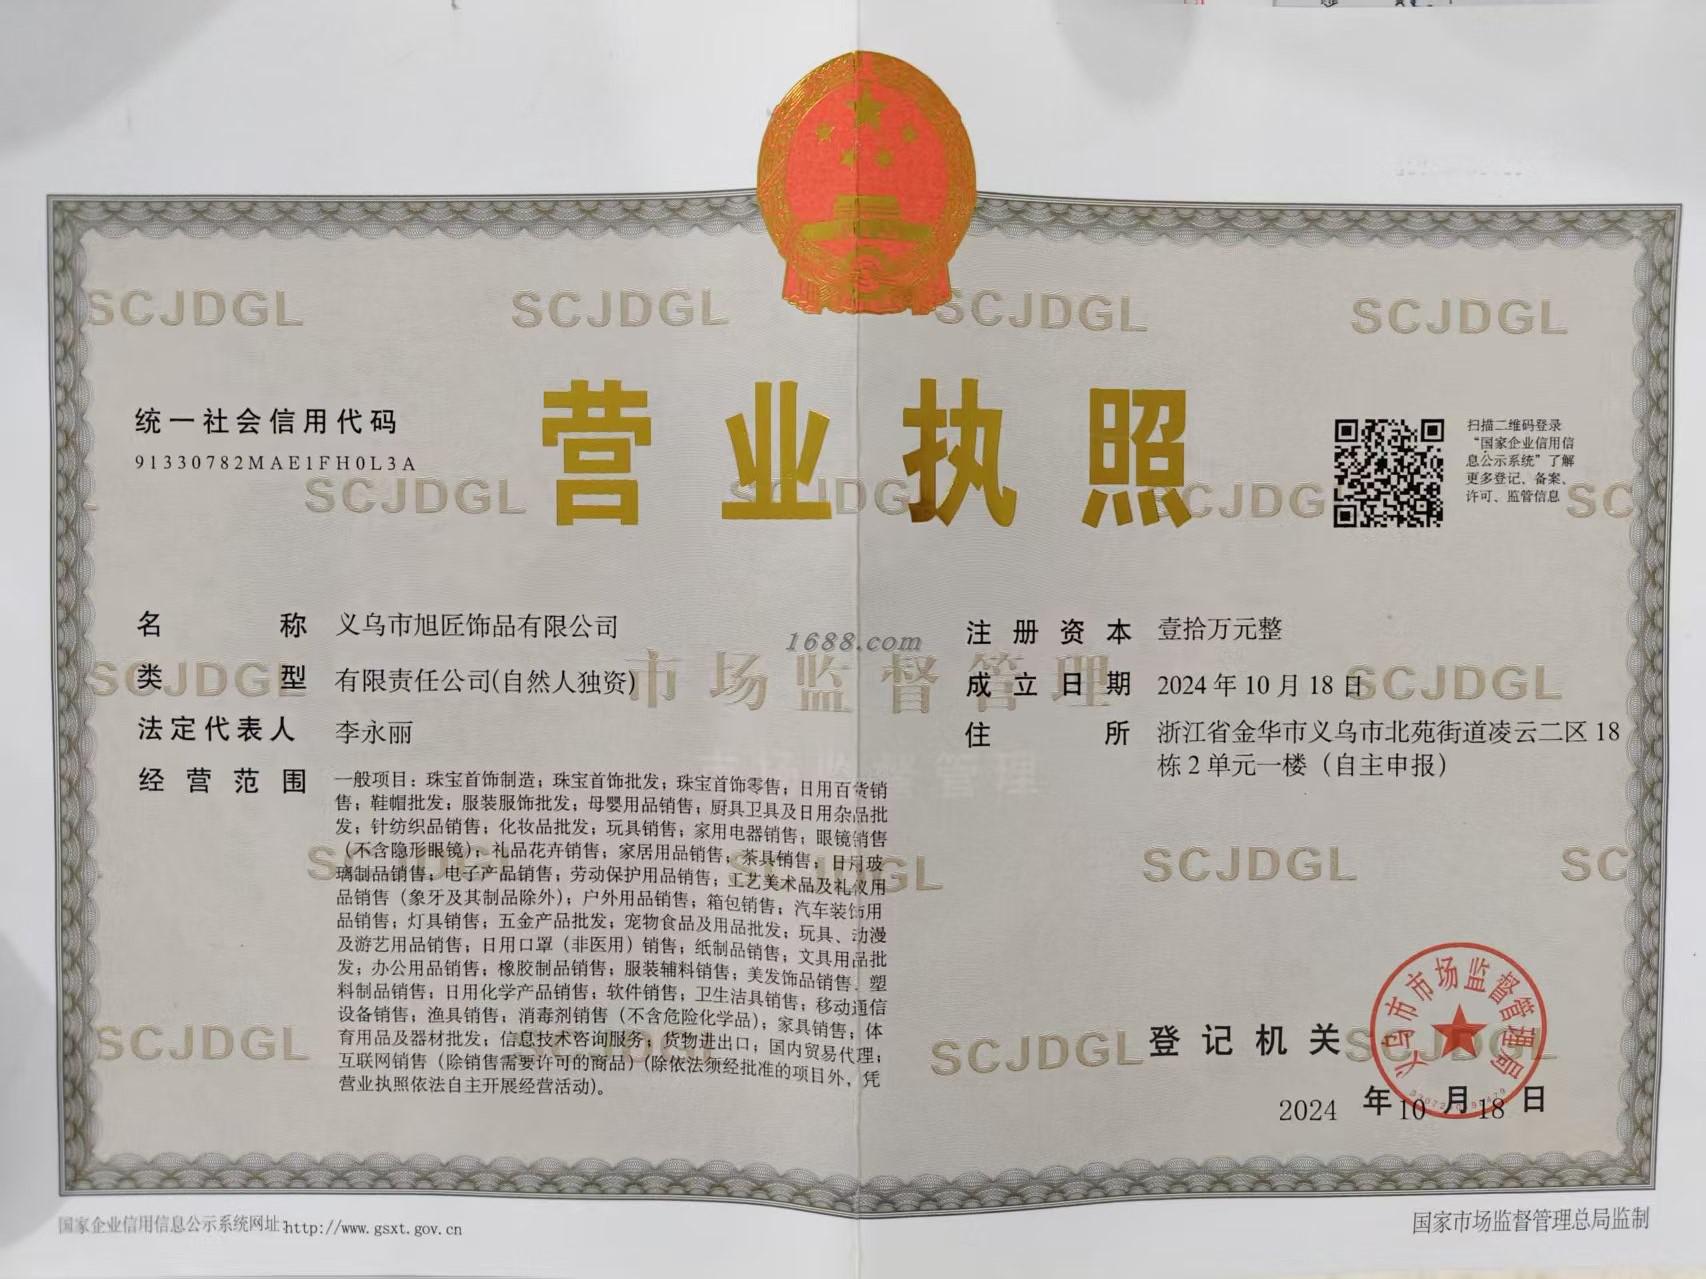 统一社会信用代码
91330782MAE1FH0L3A
营业执照
扫描二维码登录
“国家企业信用信
息公示系统”了解
更多登记、备案、
许可、监管信息
名称 义乌市旭匠饰品有限公司
类型 有限责任公司(自然人独资)
法定代表人 李永丽
经营范围 一般项目：珠宝首饰制造；珠宝首饰批发；珠宝首饰零售；日用百货销
售；鞋帽批发；服装服饰批发；母婴用品销售；厨具卫具及日用杂品批
发；针纺织品销售；化妆品批发；玩具销售；家用电器销售；眼镜销售
（不含隐形眼镜）；礼品花卉销售；家居用品销售；茶具销售；日用玻
璃制品销售；电子产品销售；劳动保护用品销售；工艺美术品及礼仪用
品销售（象牙及其制品除外）；户外用品销售；箱包销售；汽车装饰用
品销售；灯具销售；五金产品批发；宠物食品及用品批发；玩具、动漫
及游艺用品销售；日用口罩（非医用）销售；纸制品销售；文具用品批
发；办公用品销售；橡胶制品销售；服装辅料销售；美发饰品销售；塑
料制品销售；日用化学产品销售；软件销售；卫生洁具销售；移动通信
设备销售；渔具销售；消毒剂销售（不含危险化学品）；家具销售；体
育用品及器材批发；信息技术咨询服务；货物进出口；国内贸易代理；
互联网销售（除销售需要许可的商品）(除依法须经批准的项目外，凭
营业执照依法自主开展经营活动)。
注册资本 壹拾万元整
成立日期 2024年10月18日
住所 浙江省金华市义乌市北苑街道凌云二区18
栋2单元一楼（自主申报）
1688.com
市场监督管理
市场监督管理
SCJDGL SCJDGL SCJDGL SCJDGL
SCJDGL SCJDGL SCJDGL SC
SCJDGL SCJDGL
SCJDGL SCJDGL SCJDGL SC
SCJDGL SCJDGL SCJDGL SCJDGL
登记机关
义乌市市场监督管理局
2024年10月18日
国家企业信用信息公示系统网址:http://www.gsxt.gov.cn
国家市场监督管理总局监制